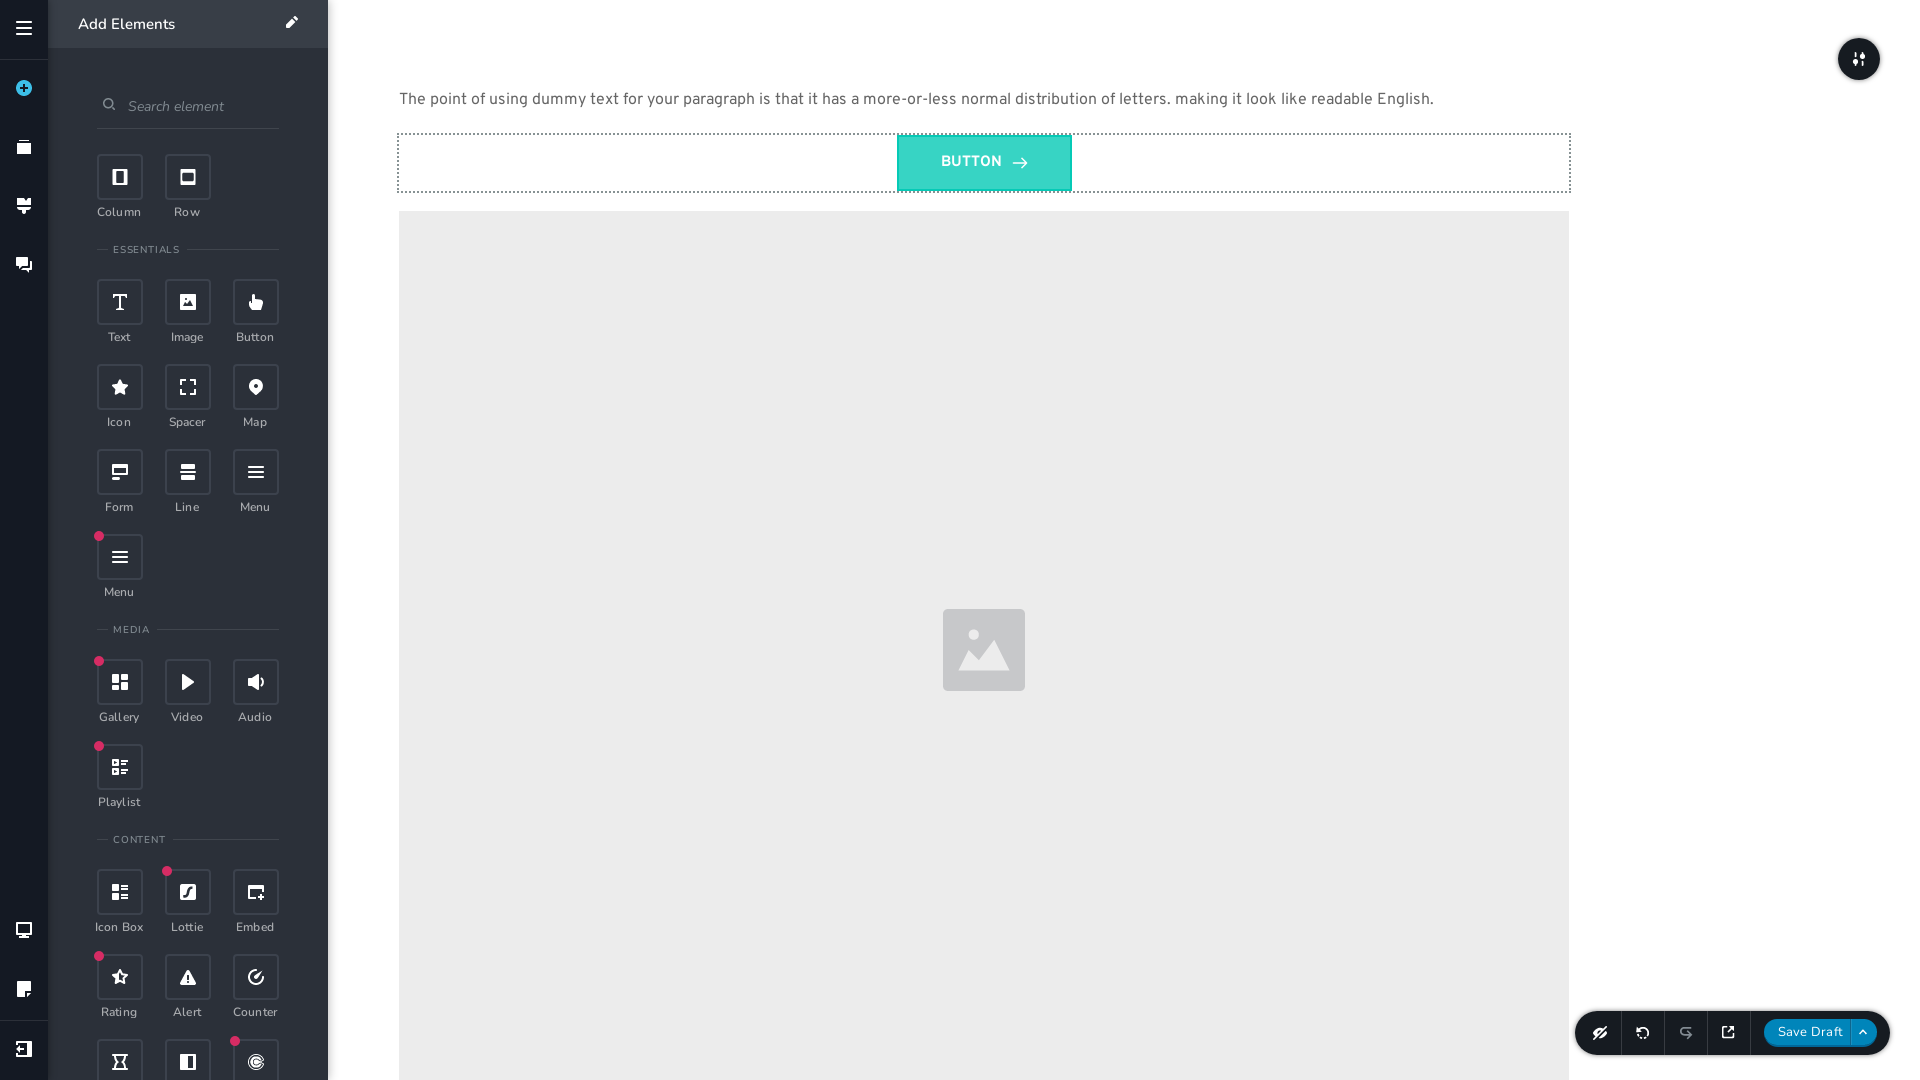 Add Elements
Search element
Column Row
ESSENTIALS
Text Image Button
Icon Spacer Map
Form Line Menu
Menu
MEDIA
Gallery Video Audio
Playlist
CONTENT
Icon Box Lottie Embed
Rating Alert Counter
The point of using dummy text for your paragraph is that it has a more-or-less normal distribution of letters. making it look like readable English.
BUTTON
Save Draft